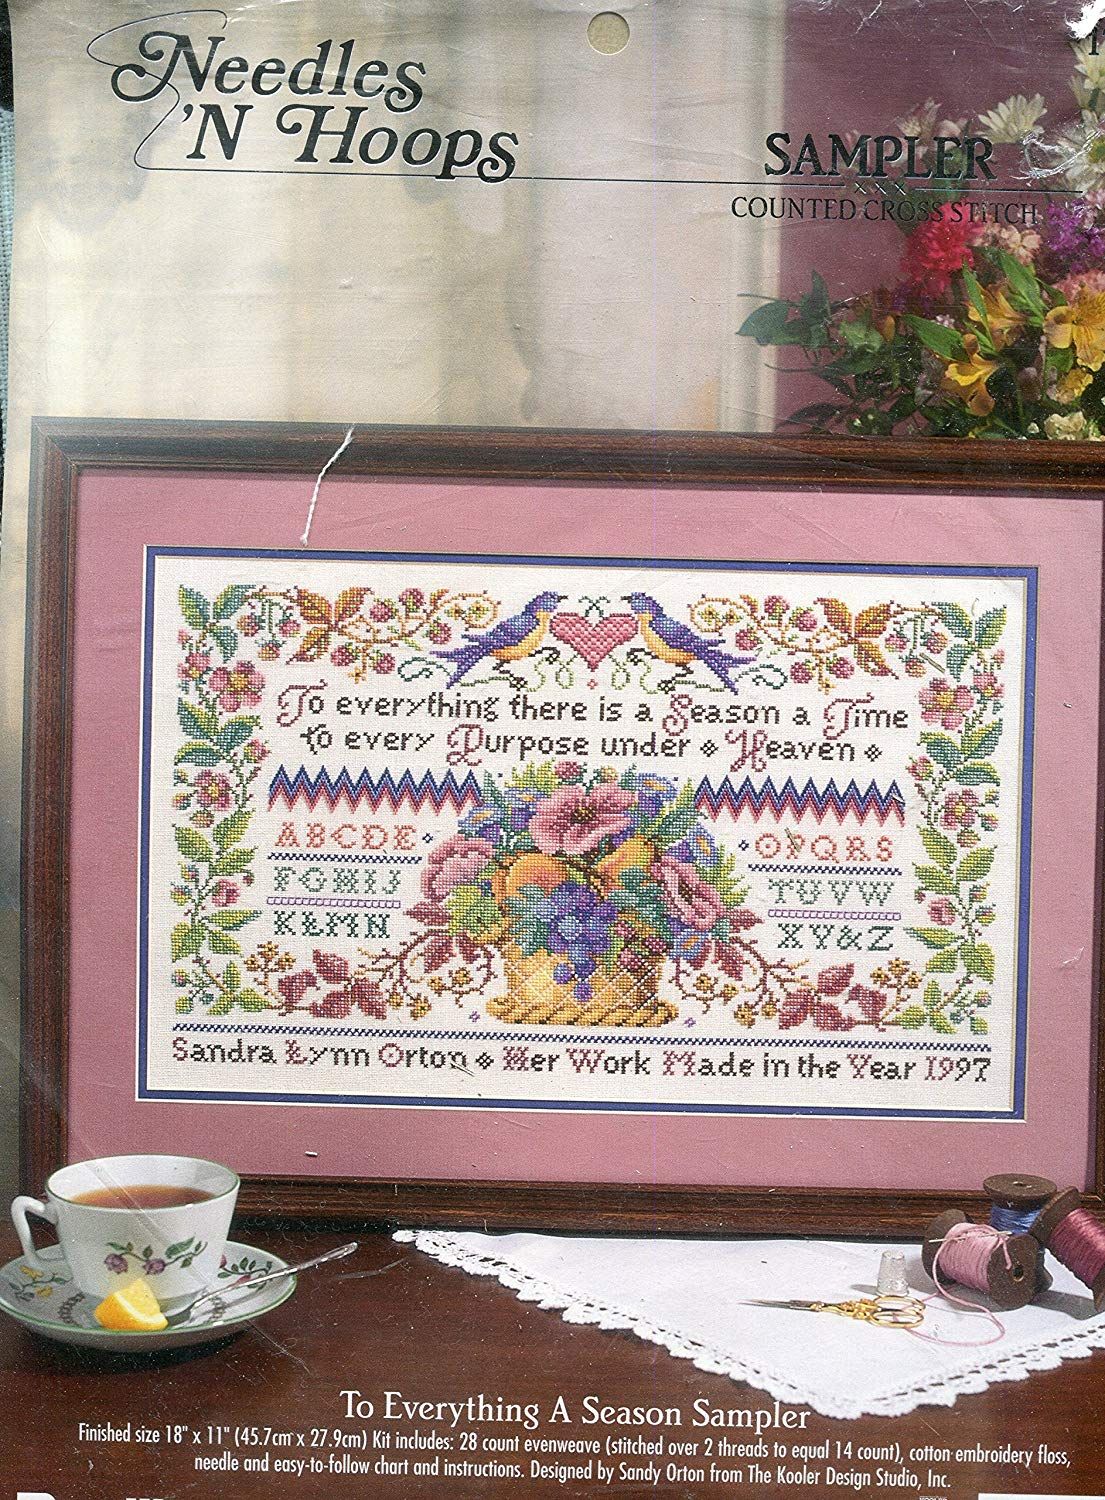 Needles
'N Hoops
SAMPLER
COUNTED CROSS STITCH
To everything there is a Season a Time
to every Purpose under Heaven
ABCDE
OPQRS
FGHIJ
TUVW
KLMN
XY&Z
Sandra Lynn Orton Her Work Made in the Year 1997
To Everything A Season Sampler
Finished size 18" x 11" (45.7cm x 27.9cm) Kit includes: 28 count evenweave (stitched over 2 threads to equal 14 count), cotton embroidery floss,
needle and easy-to-follow chart and instructions. Designed by Sandy Orton from The Kooler Design Studio, Inc.